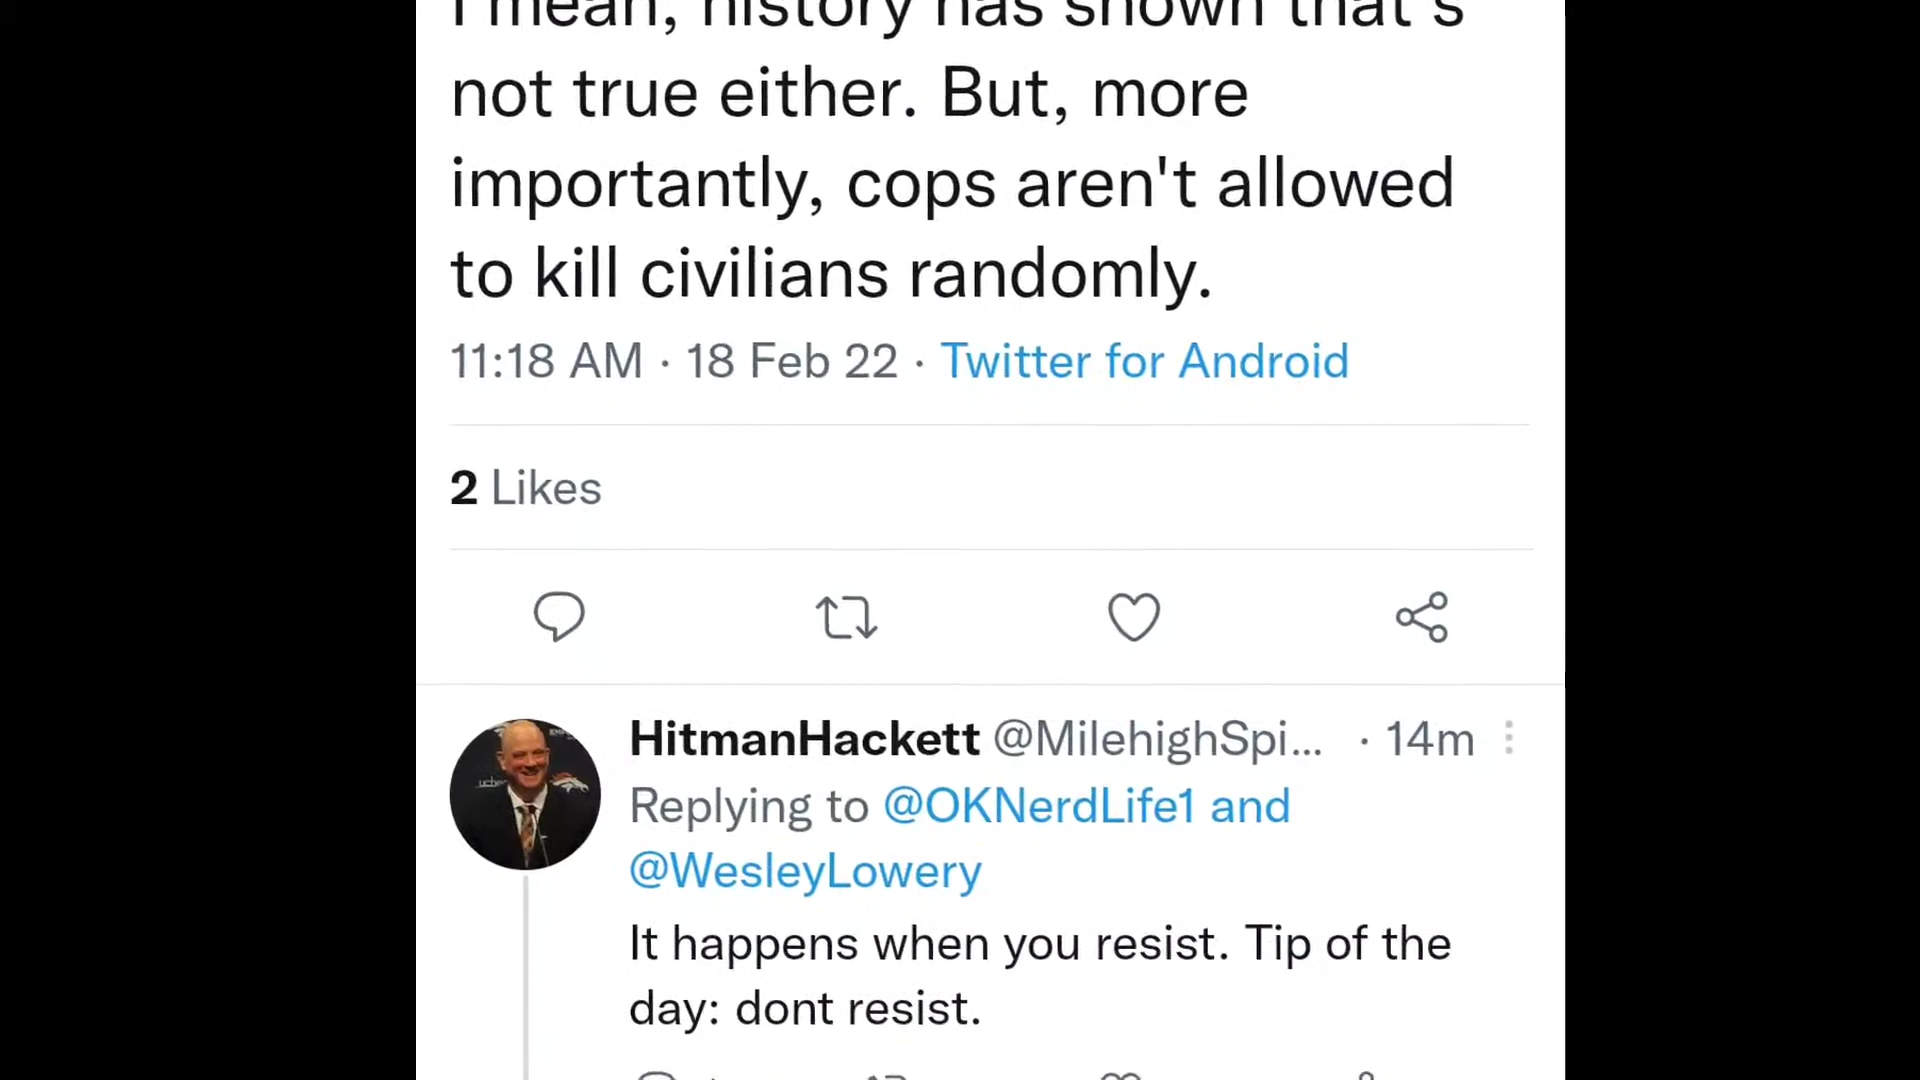 I mean, history has shown that's
not true either. But, more
importantly, cops aren't allowed
to kill civilians randomly.
11:18 AM · 18 Feb 22 · Twitter for Android
2 Likes
HitmanHackett @MilehighSpi... · 14m
Replying to @OKNerdLife1 and
@WesleyLowery
It happens when you resist. Tip of the
day: dont resist.